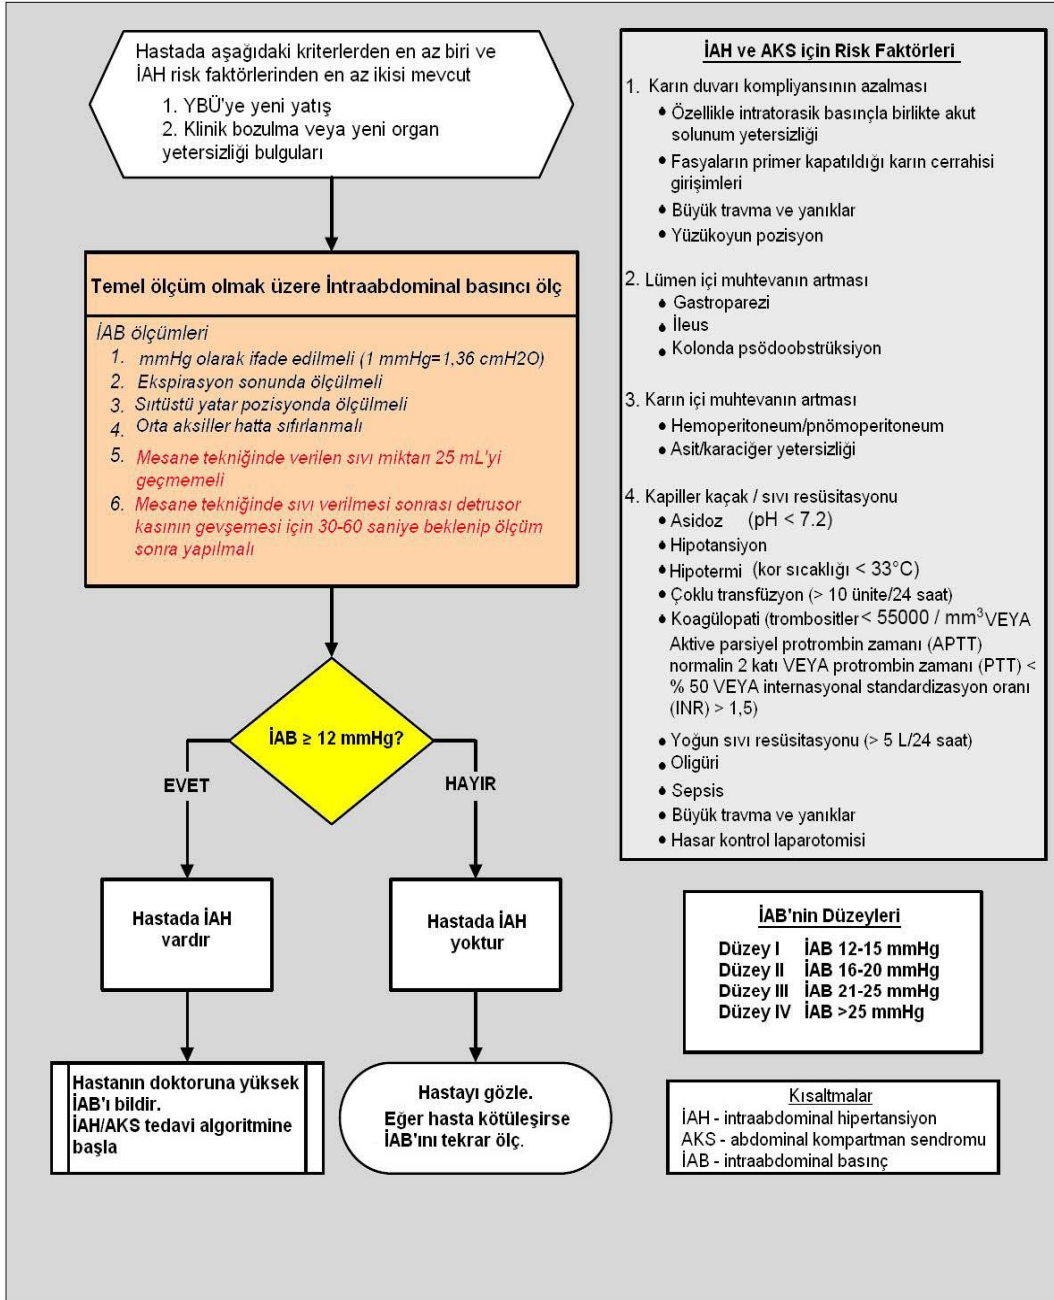 Hastada aşağıdaki kriterlerden en az biri ve
İAH risk faktörlerinden en az ikisi mevcut
1. YBÜ'ye yeni yatış
2. Klinik bozulma veya yeni organ
yetersizliği bulguları
Temel ölçüm olmak üzere İntraabdominal basıncı ölç
İAB ölçümleri
1. mmHg olarak ifade edilmeli (1 mmHg=1,36 cmH2O)
2. Ekspirasyon sonunda ölçülmeli
3. Sırtüstü yatar pozisyonda ölçülmeli
4. Orta aksiller hatta sıfırlanmalı
5. Mesane tekniğinde verilen sıvı miktarı 25 mL'yi
geçmemeli
6. Mesane tekniğinde sıvı verilmesi sonrası detrusor
kasının gevşemesi için 30-60 saniye beklenip ölçüm
sonra yapılmalı
İAB ≥ 12 mmHg?
EVET
HAYIR
Hastada İAH
vardır
Hastada İAH
yoktur
Hastanın doktoruna yüksek
İAB'ı bildir.
İAH/AKS tedavi algoritmine
başla
Hastayı gözle.
Eğer hasta kötüleşirse
İAB'ını tekrar ölç.
İAH ve AKS için Risk Faktörleri
1. Karın duvarı kompliyansının azalması
• Özellikle intratorasik basınçla birlikte akut
solunum yetersizliği
• Fasyaların primer kapatıldığı karın cerrahisi
girişimleri
• Büyük travma ve yanıklar
• Yüzükoyun pozisyon
2. Lümen içi muhtevanın artması
• Gastroparezi
• İleus
• Kolonda psödoobstrüksiyon
3. Karın içi muhtevanın artması
• Hemoperitoneum/pnömoperitoneum
• Asit/karaciğer yetersizliği
4. Kapiller kaçak / sıvı resüsitasyonu
• Asidoz (pH < 7.2)
• Hipotansiyon
• Hipotermi (kor sıcaklığı < 33°C)
• Çoklu transfüzyon (> 10 ünite/24 saat)
• Koagülopati (trombositler < 55000 / mm³ VEYA
Aktive parsiyel protrombin zamanı (APTT)
normalin 2 katı VEYA protrombin zamanı (PTT) <
% 50 VEYA internasyonal standardizasyon oranı
(INR) > 1,5)
• Yoğun sıvı resüsitasyonu (> 5 L/24 saat)
• Oligüri
• Sepsis
• Büyük travma ve yanıklar
• Hasar kontrol laparotomisi
İAB'nin Düzeyleri
Düzey I İAB 12-15 mmHg
Düzey II İAB 16-20 mmHg
Düzey III İAB 21-25 mmHg
Düzey IV İAB >25 mmHg
Kısaltmalar
İAH - intraabdominal hipertansiyon
AKS - abdominal kompartman sendromu
İAB - intraabdominal basınç